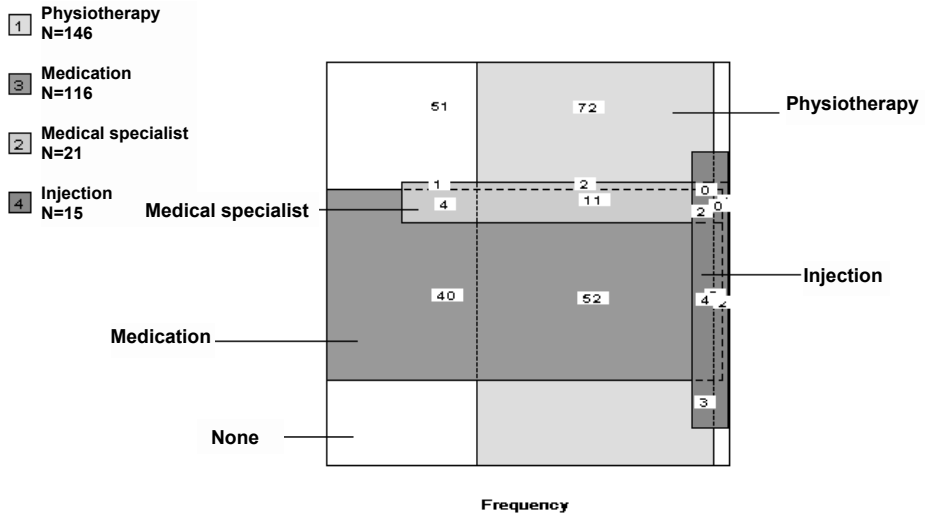 1 Physiotherapy
N=146
3 Medication
N=116
2 Medical specialist
N=21
4 Injection
N=15
51 72
Physiotherapy
1 2 0
Medical specialist 4 11 2 0
Injection
40 52 4 2
Medication
3
None
Frequency